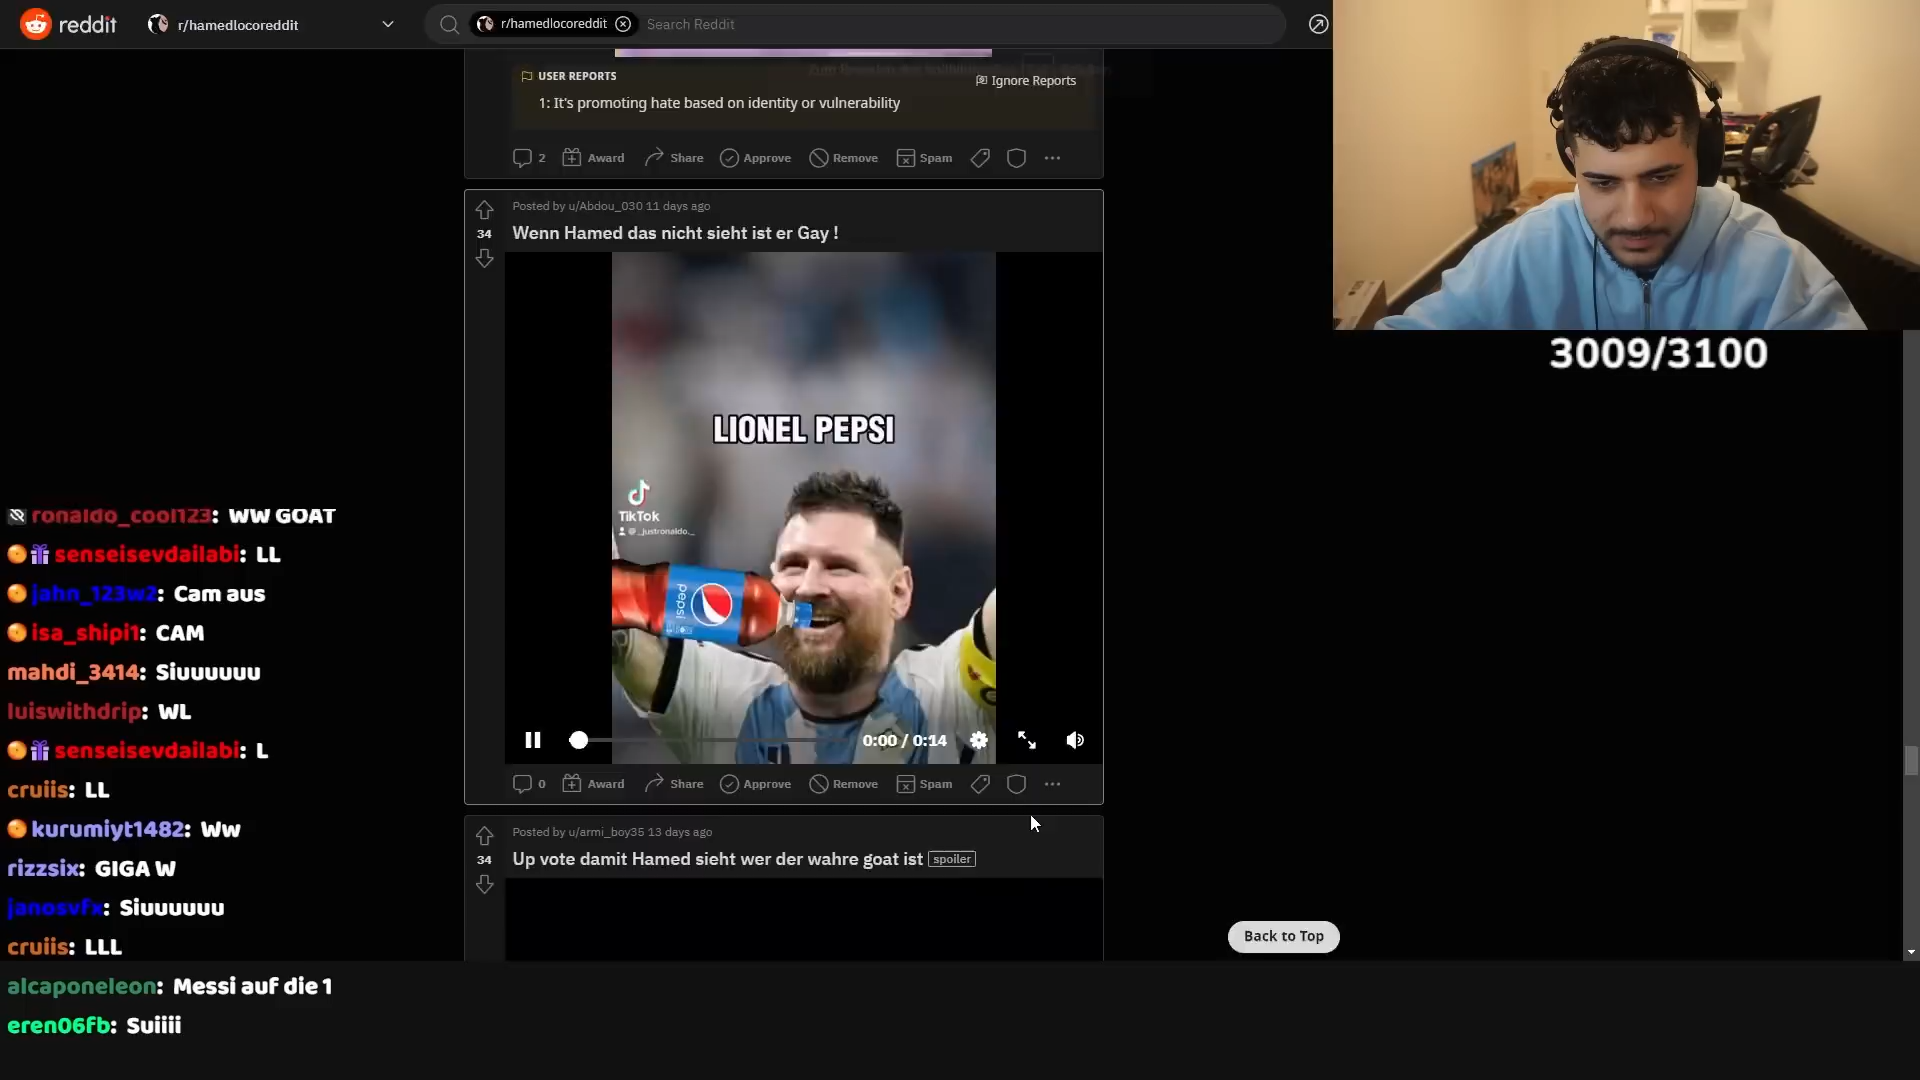 reddit
r/hamedlocoreddit
r/hamedlocoreddit
Search Reddit
USER REPORTS
Ignore Reports
1: It's promoting hate based on identity or vulnerability
2 Award Share Approve Remove Spam
Posted by u/Abdou_030 11 days ago
34
Wenn Hamed das nicht sieht ist er Gay !
LIONEL PEPSI
TikTok
@_justronaldo._
pepsi
0:00 / 0:14
0 Award Share Approve Remove Spam
Posted by u/armi_boy35 13 days ago
34
Up vote damit Hamed sieht wer der wahre goat ist spoiler
Back to Top
3009/3100
ronaldo_cool123: WW GOAT
senseisevdailabi: LL
jahn_123w2: Cam aus
isa_shipi1: CAM
mahdi_3414: Siuuuuuu
luiswithdrip: WL
senseisevdailabi: L
cruiis: LL
kurumiyt1482: Ww
rizzsix: GIGA W
janosvfx: Siuuuuuu
cruiis: LLL
alcaponeleon: Messi auf die 1
eren06fb: Suiiii